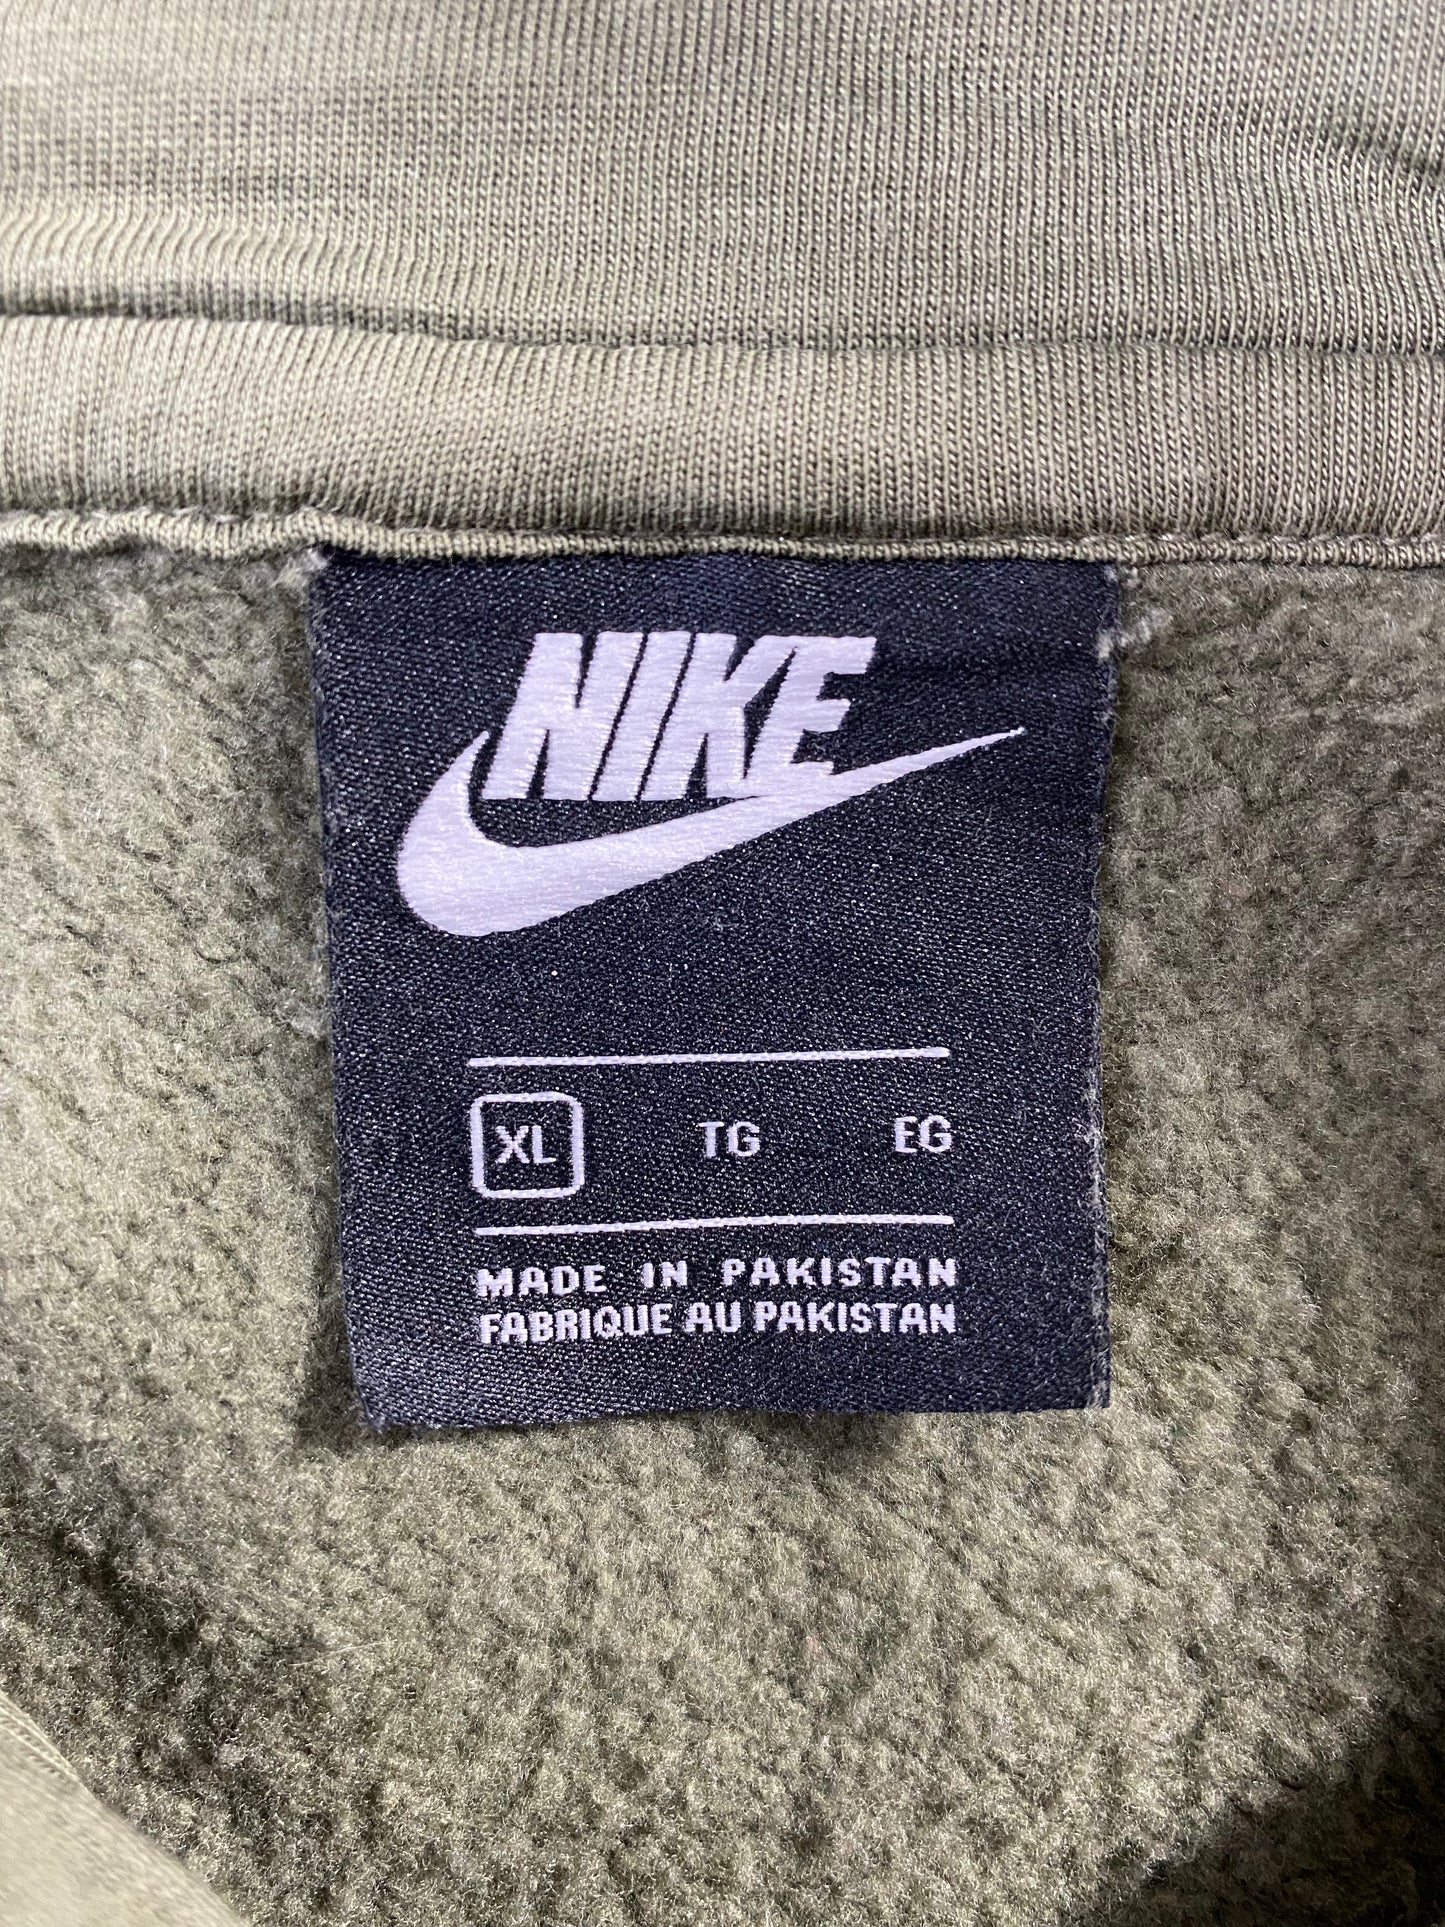 NIKE
XL TG EG
MADE IN PAKISTAN
FABRIQUE AU PAKISTAN